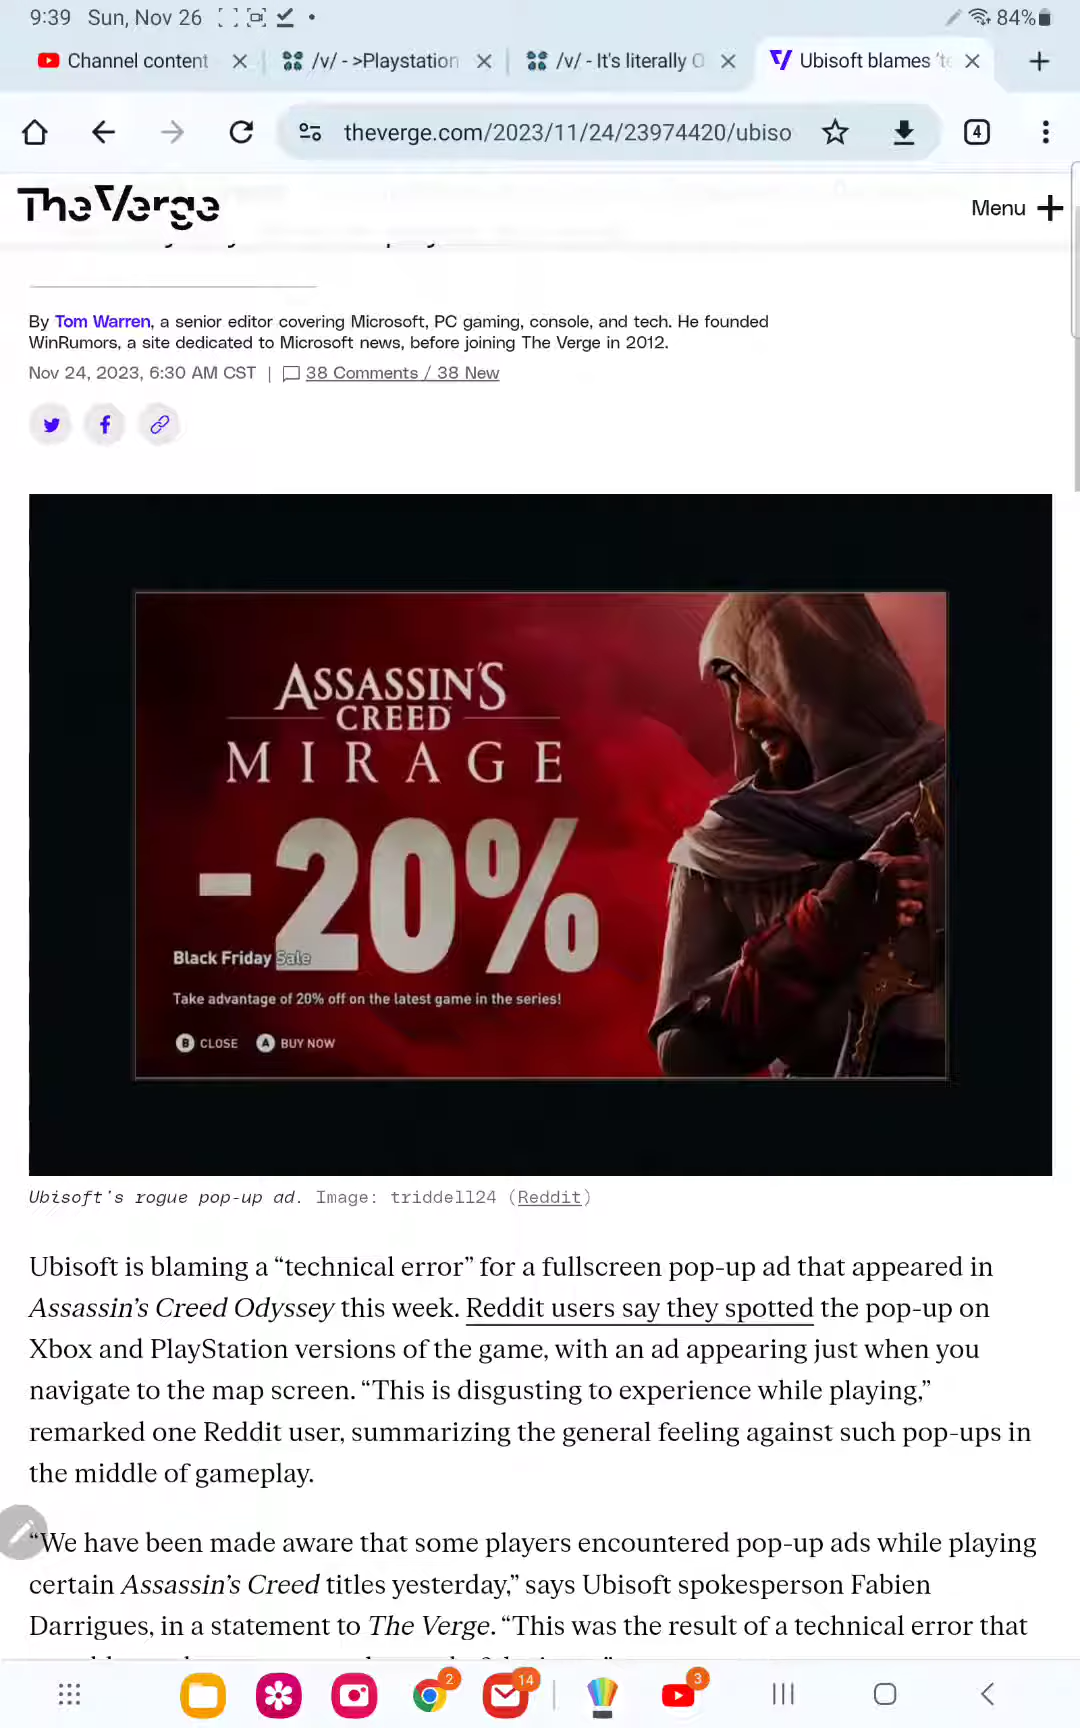 9:39 Sun, Nov 26
84%
Channel content
/v/ - >Playstation
/v/ - It's literally O
Ubisoft blames 'te
theverge.com/2023/11/24/23974420/ubiso
4
The Verge
Menu
By Tom Warren, a senior editor covering Microsoft, PC gaming, console, and tech. He founded
WinRumors, a site dedicated to Microsoft news, before joining The Verge in 2012.
Nov 24, 2023, 6:30 AM CST | 38 Comments / 38 New
ASSASSIN'S
CREED
MIRAGE
-20%
Black Friday Sale
Take advantage of 20% off on the latest game in the series!
B CLOSE A BUY NOW
Ubisoft's rogue pop-up ad. Image: triddell24 (Reddit)
Ubisoft is blaming a “technical error” for a fullscreen pop-up ad that appeared in
Assassin’s Creed Odyssey this week. Reddit users say they spotted the pop-up on
Xbox and PlayStation versions of the game, with an ad appearing just when you
navigate to the map screen. “This is disgusting to experience while playing,”
remarked one Reddit user, summarizing the general feeling against such pop-ups in
the middle of gameplay.
“We have been made aware that some players encountered pop-up ads while playing
certain Assassin’s Creed titles yesterday,” says Ubisoft spokesperson Fabien
Darrigues, in a statement to The Verge. “This was the result of a technical error that
2
14
3